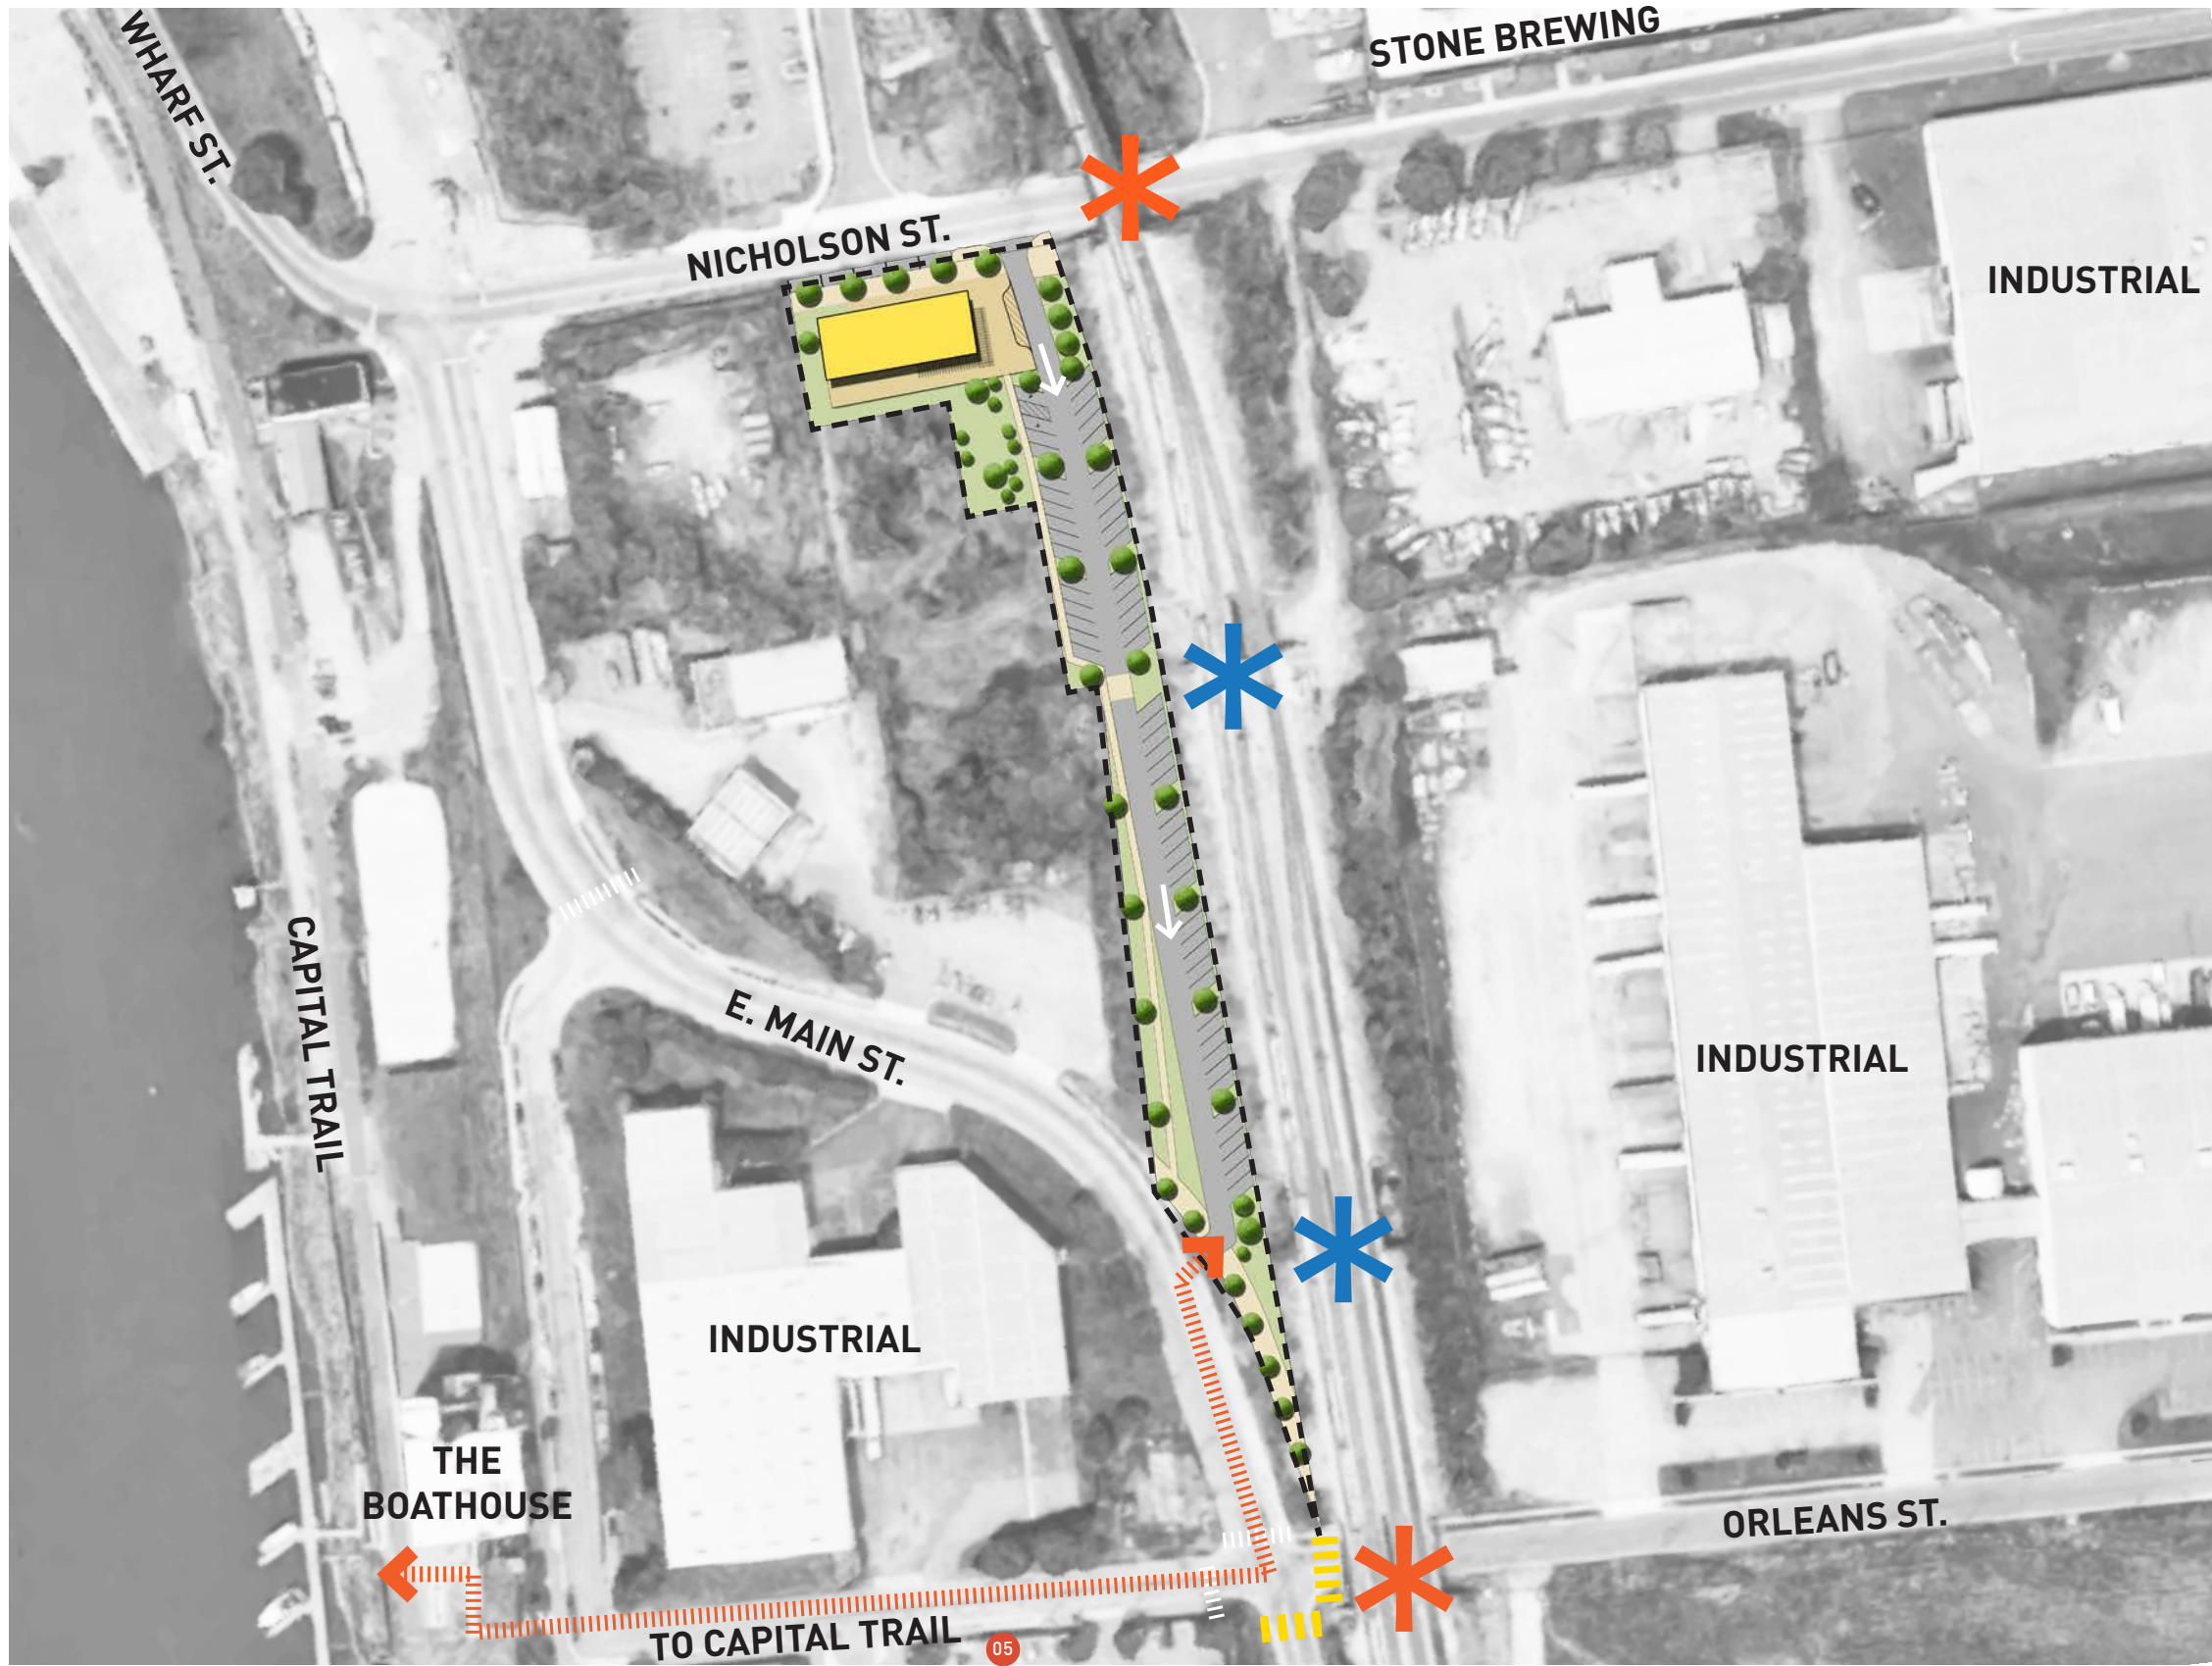 STONE BREWING
WHARF ST.
NICHOLSON ST.
INDUSTRIAL
CAPITAL TRAIL
E. MAIN ST.
INDUSTRIAL
INDUSTRIAL
THE
BOATHOUSE
ORLEANS ST.
TO CAPITAL TRAIL
05